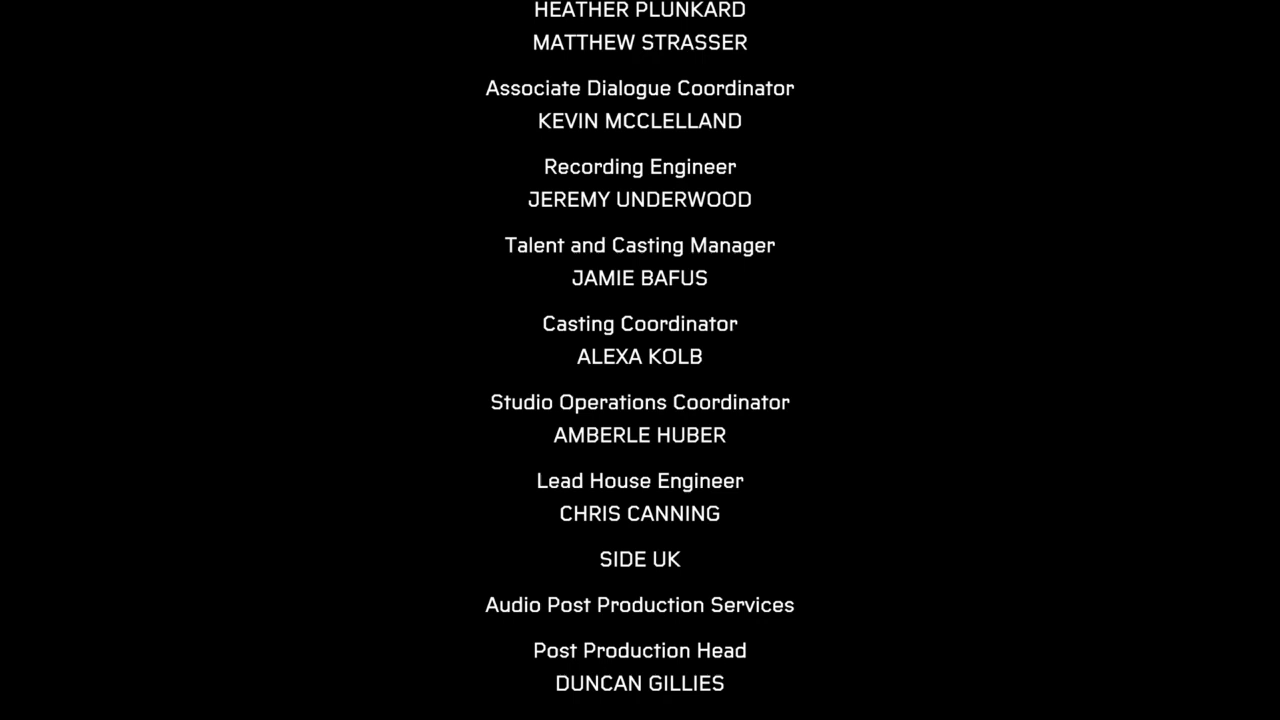 HEATHER PLUNKARD
MATTHEW STRASSER
Associate Dialogue Coordinator
KEVIN MCCLELLAND
Recording Engineer
JEREMY UNDERWOOD
Talent and Casting Manager
JAMIE BAFUS
Casting Coordinator
ALEXA KOLB
Studio Operations Coordinator
AMBERLE HUBER
Lead House Engineer
CHRIS CANNING
SIDE UK
Audio Post Production Services
Post Production Head
DUNCAN GILLIES